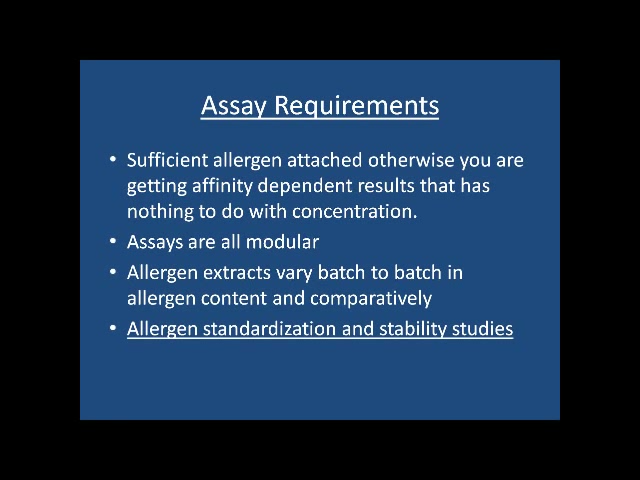 Assay Requirements
• Sufficient allergen attached otherwise you are
getting affinity dependent results that has
nothing to do with concentration.
• Assays are all modular
• Allergen extracts vary batch to batch in
allergen content and comparatively
• Allergen standardization and stability studies